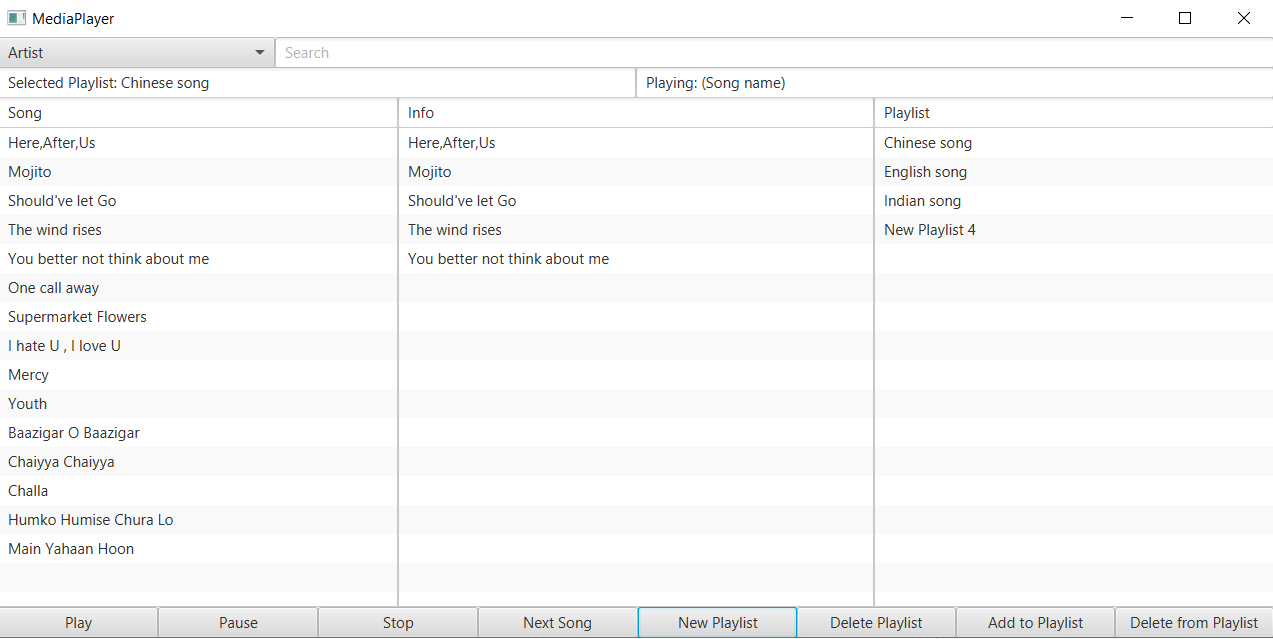 MediaPlayer
Artist Search
Selected Playlist: Chinese song Playing: (Song name)
Song Info Playlist
Here,After,Us Here,After,Us Chinese song
Mojito Mojito English song
Should've let Go Should've let Go Indian song
The wind rises The wind rises New Playlist 4
You better not think about me You better not think about me
One call away
Supermarket Flowers
I hate U , I love U
Mercy
Youth
Baazigar O Baazigar
Chaiyya Chaiyya
Challa
Humko Humise Chura Lo
Main Yahaan Hoon
Play Pause Stop Next Song New Playlist Delete Playlist Add to Playlist Delete from Playlist